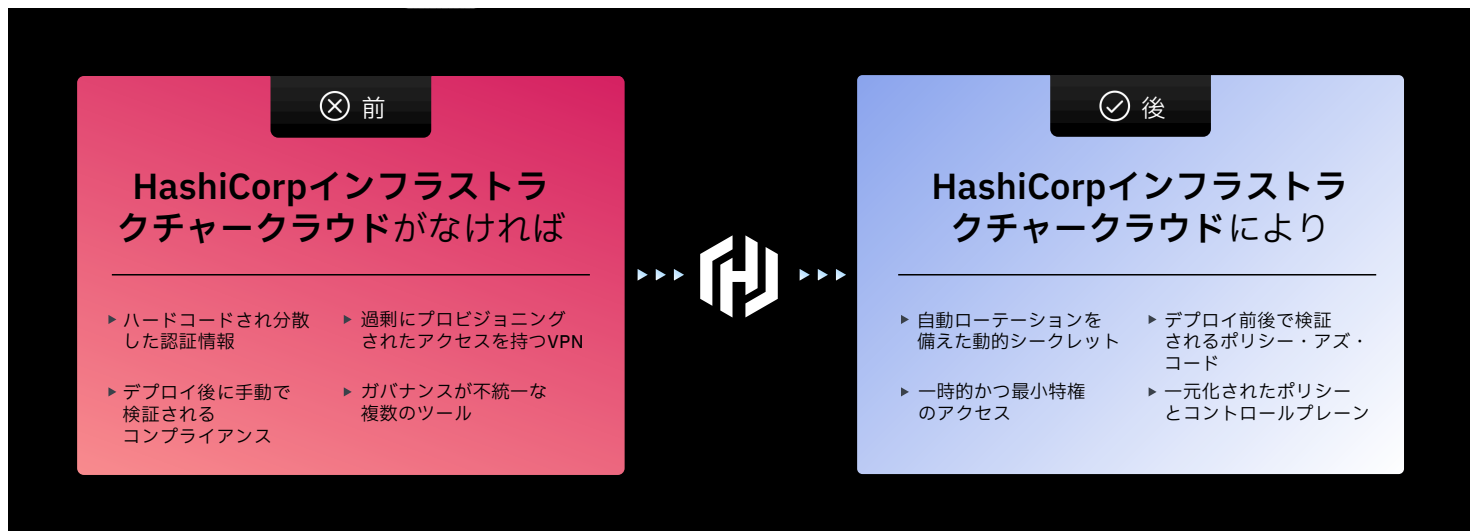 前
HashiCorpインフラストラ
クチャークラウドがなければ
ハードコードされ分散
した認証情報
過剰にプロビジョニング
されたアクセスを持つVPN
デプロイ後に手動で
検証される
コンプライアンス
ガバナンスが不統一な
複数のツール
後
HashiCorpインフラストラ
クチャークラウドにより
自動ローテーションを
備えた動的シークレット
デプロイ前後で検証
されるポリシー・アズ・
コード
一時的かつ最小特権
のアクセス
一元化されたポリシー
とコントロールプレーン